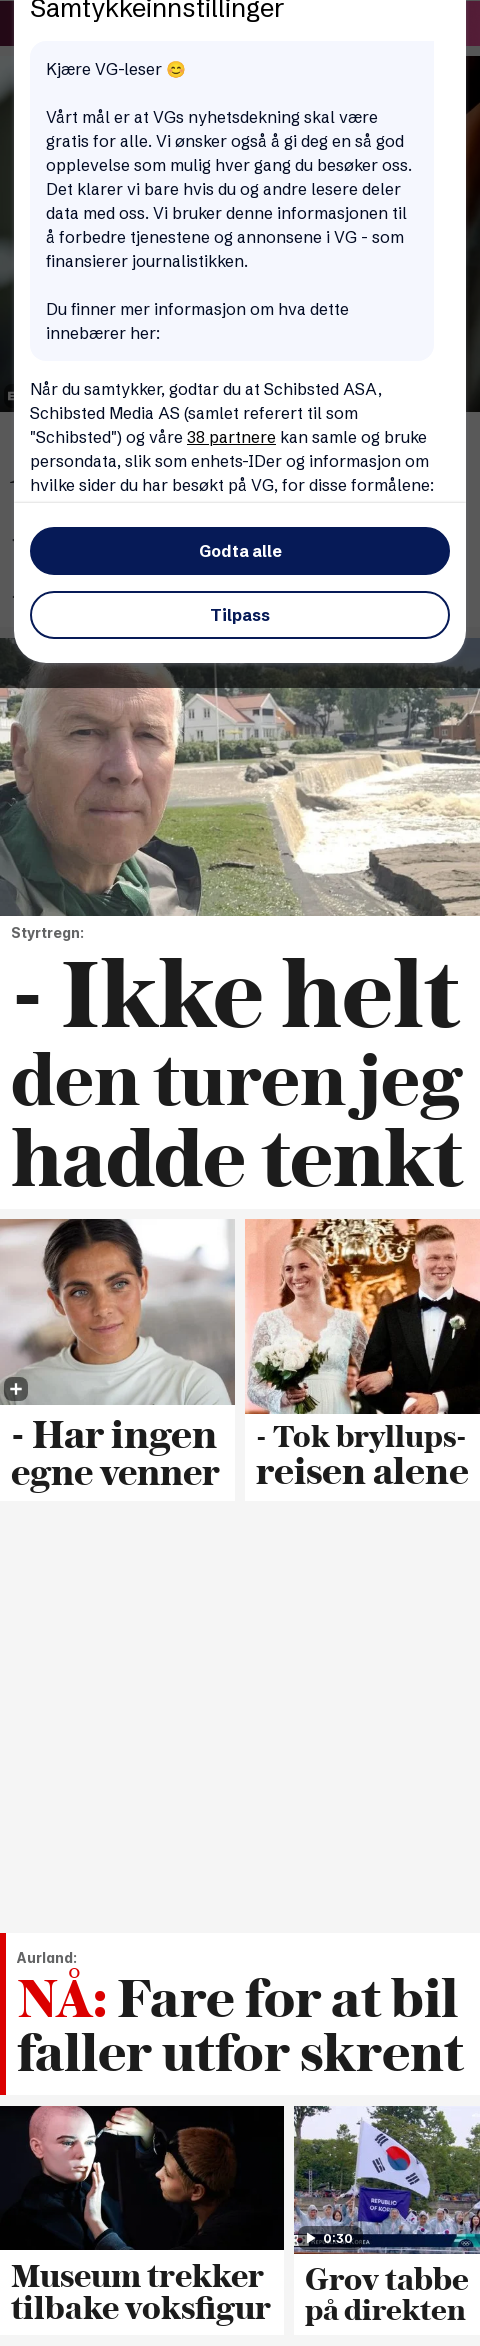 Samtykkeinnstillinger
Kjære VG-leser 😊
Vårt mål er at VGs nyhetsdekning skal være
gratis for alle. Vi ønsker også å gi deg en så god
opplevelse som mulig hver gang du besøker oss.
Det klarer vi bare hvis du og andre lesere deler
data med oss. Vi bruker denne informasjonen til
å forbedre tjenestene og annonsene i VG - som
finansierer journalistikken.
Du finner mer informasjon om hva dette
innebærer her:
Når du samtykker, godtar du at Schibsted ASA,
Schibsted Media AS (samlet referert til som
"Schibsted") og våre 38 partnere kan samle og bruke
persondata, slik som enhets-IDer og informasjon om
hvilke sider du har besøkt på VG, for disse formålene:
Godta alle
Tilpass
Styrtregn:
- Ikke helt
den turen jeg
hadde tenkt
- Har ingen
egne venner
- Tok bryllups-
reisen alene
Aurland:
NÅ: Fare for at bil
faller utfor skrent
REPUBLIC
OF KOREA
0:30
Museum trekker
tilbake voksfigur
Grov tabbe
på direkten